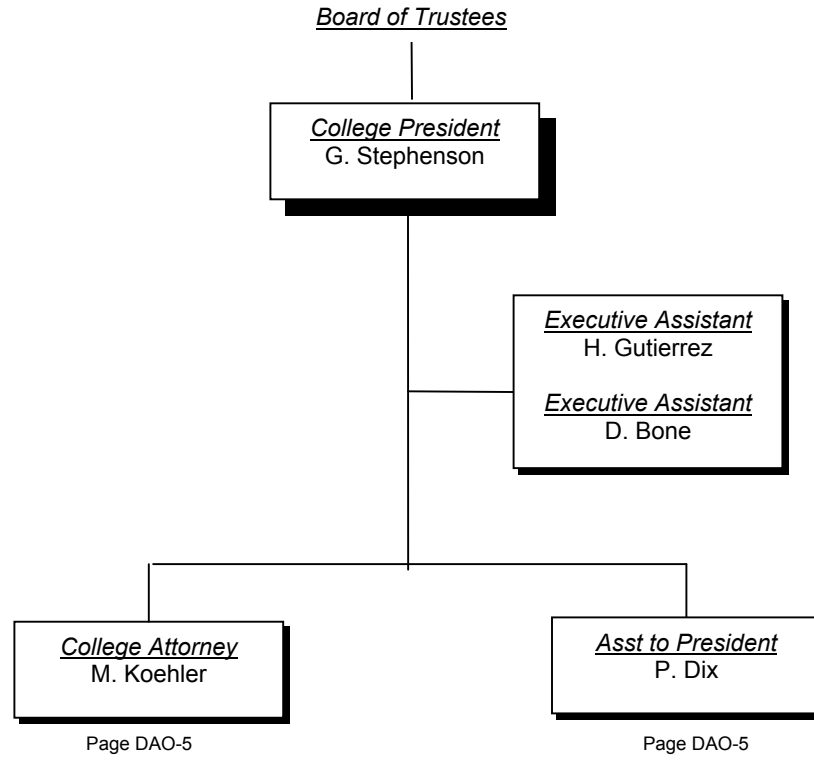 Board of Trustees
College President
G. Stephenson
Executive Assistant
H. Gutierrez
Executive Assistant
D. Bone
College Attorney
M. Koehler
Page DAO-5
Asst to President
P. Dix
Page DAO-5